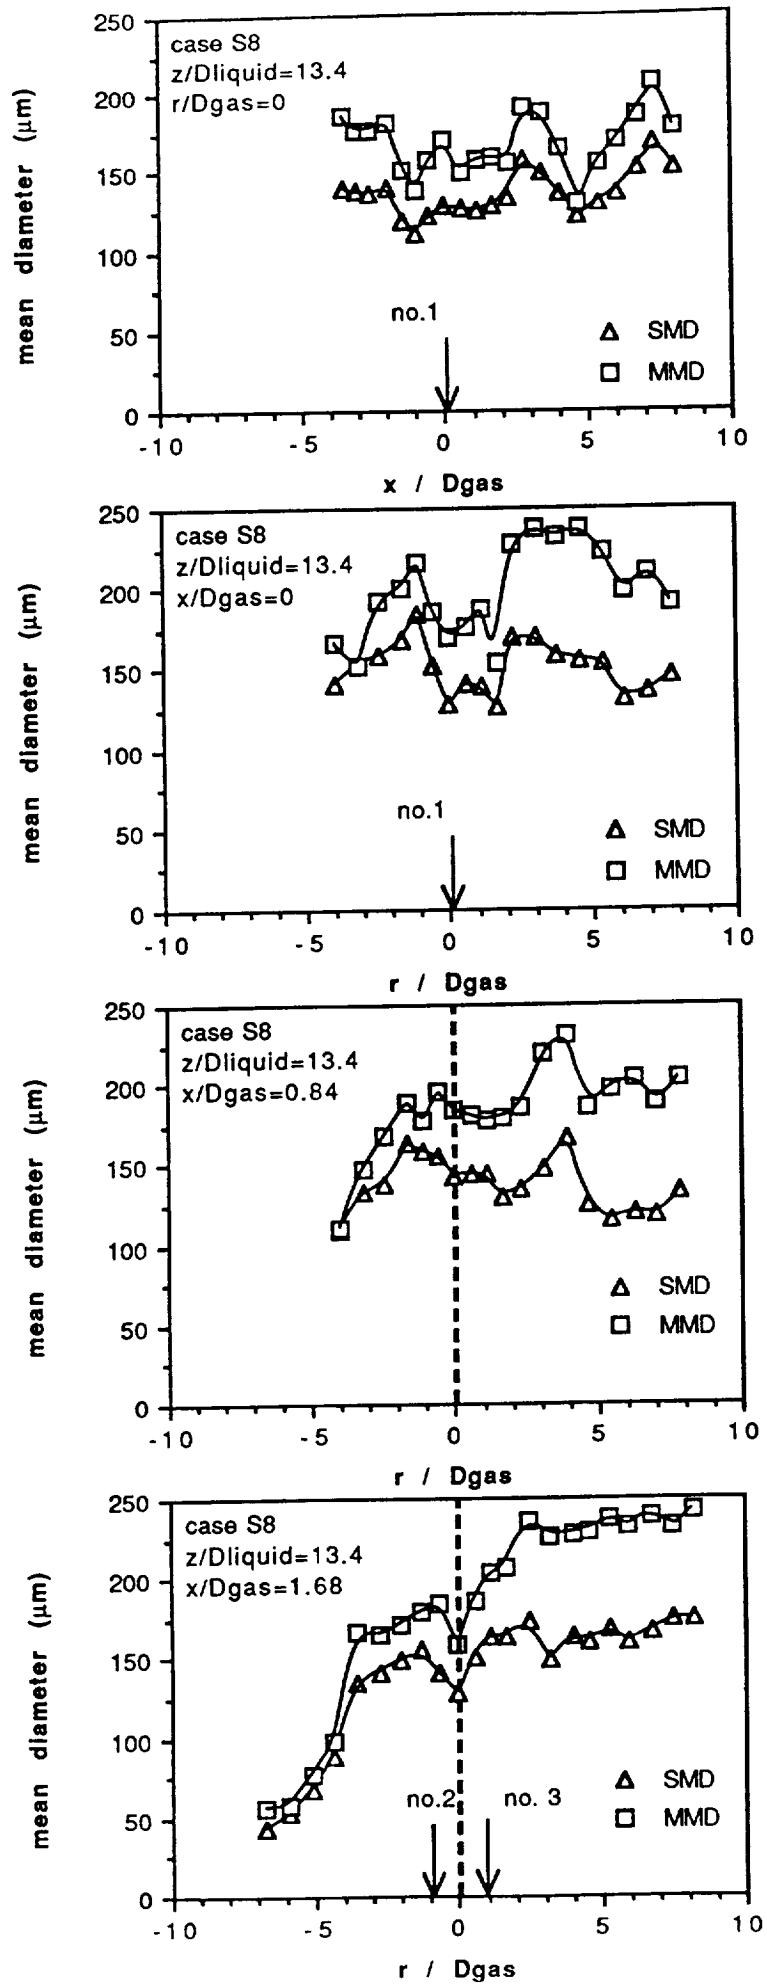 250
200
150
100
50
0
mean diameter (μm)
case S8
z/Dliquid=13.4
r/Dgas=0
no.1
SMD
MMD
-10 -5 0 5 10
x / Dgas
250
200
150
100
50
0
mean diameter (μm)
case S8
z/Dliquid=13.4
x/Dgas=0
no.1
SMD
MMD
-10 -5 0 5 10
r / Dgas
250
200
150
100
50
0
mean diameter (μm)
case S8
z/Dliquid=13.4
x/Dgas=0.84
SMD
MMD
-10 -5 0 5 10
r / Dgas
250
200
150
100
50
0
mean diameter (μm)
case S8
z/Dliquid=13.4
x/Dgas=1.68
no.2 no. 3
SMD
MMD
-10 -5 0 5 10
r / Dgas